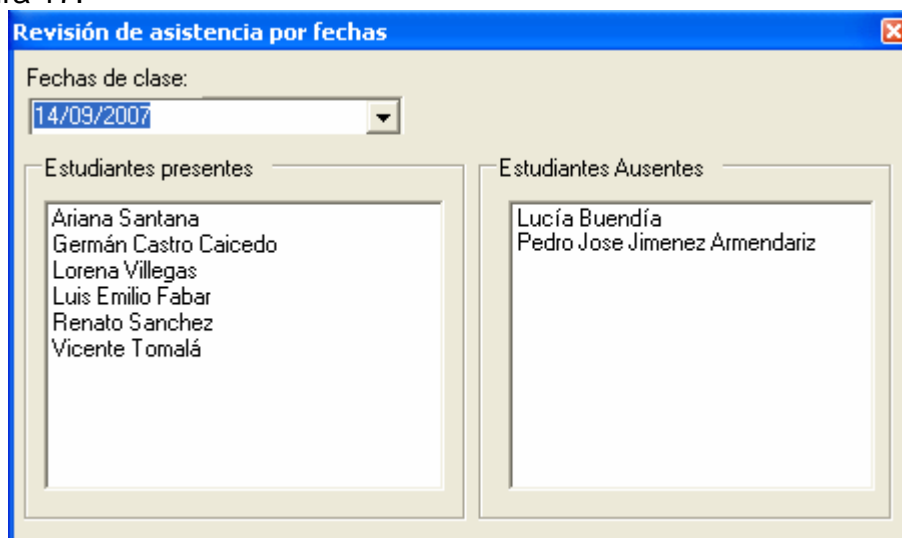 17.
Revisión de asistencia por fechas
Fechas de clase:
14/09/2007
Estudiantes presentes
Ariana Santana
Germán Castro Caicedo
Lorena Villegas
Luis Emilio Fabar
Renato Sanchez
Vicente Tomalá
Estudiantes Ausentes
Lucía Buendía
Pedro Jose Jimenez Armendariz